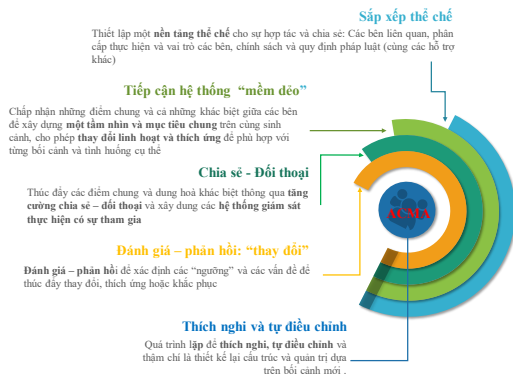 Sắp xếp thể chế
Thiết lập một nền tảng thể chế cho sự hợp tác và chia sẻ: Các bên liên quan, phân
cấp thực hiện và vai trò các bên, chính sách và quy định pháp luật (cùng các hỗ trợ
khác)
Tiếp cận hệ thống “mềm dẻo”
Chấp nhận những điểm chung và cả những khác biệt giữa các bên
để xây dựng một tầm nhìn và mục tiêu chung trên cùng sinh
cảnh, cho phép thay đổi linh hoạt và thích ứng để phù hợp với
từng bối cảnh và tình huống cụ thể
Chia sẻ - Đối thoại
Thúc đẩy các điểm chung và dung hoà khác biệt thông qua tăng
cường chia sẻ – đối thoại và xây dung các hệ thống giám sát
thực hiện có sự tham gia
ACMA
Đánh giá – phản hồi: “thay đổi”
Đánh giá – phản hồi để xác định các “ngưỡng” và các vấn đề để
thúc đẩy thay đổi, thích ứng hoặc khắc phục
Thích nghi và tự điều chỉnh
Quá trình lặp để thích nghi, tự điều chỉnh và
thậm chí là thiết kế lại cấu trúc và quản trị dựa
trên bối cảnh mới .